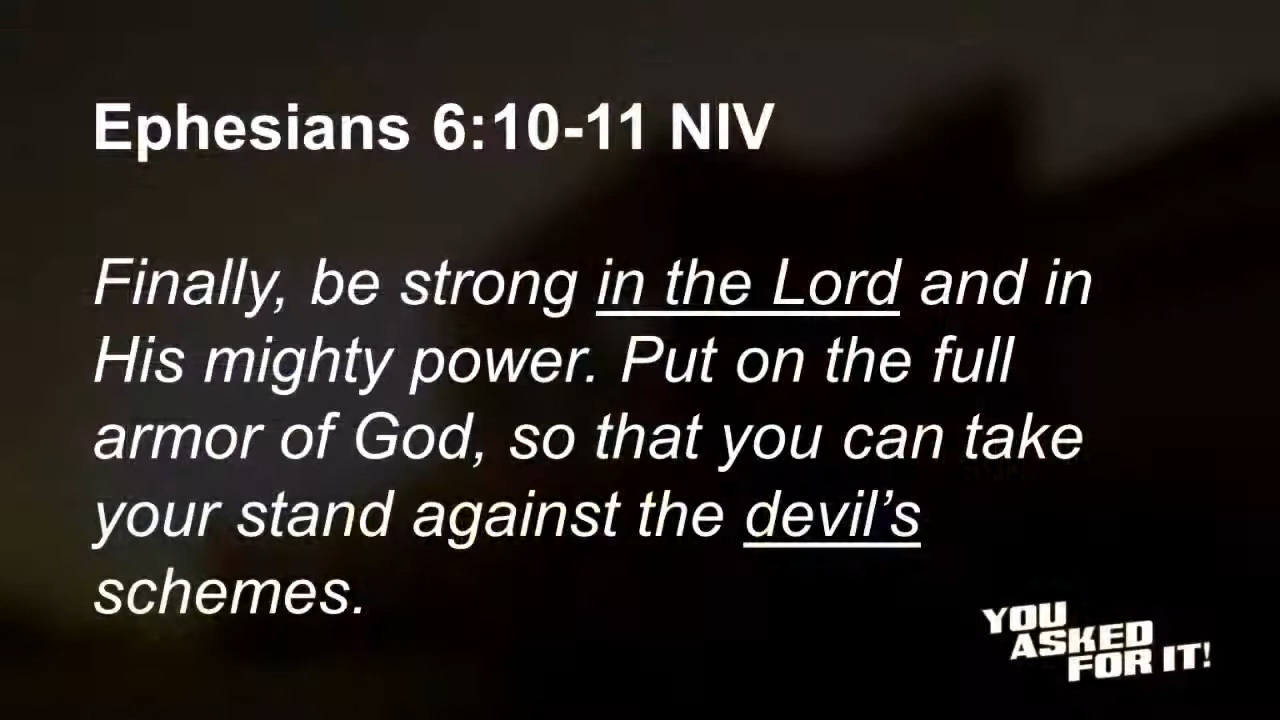 Ephesians 6:10-11 NIV
Finally, be strong in the Lord and in
His mighty power. Put on the full
armor of God, so that you can take
your stand against the devil’s
schemes.
YOU
ASKED
FOR IT!